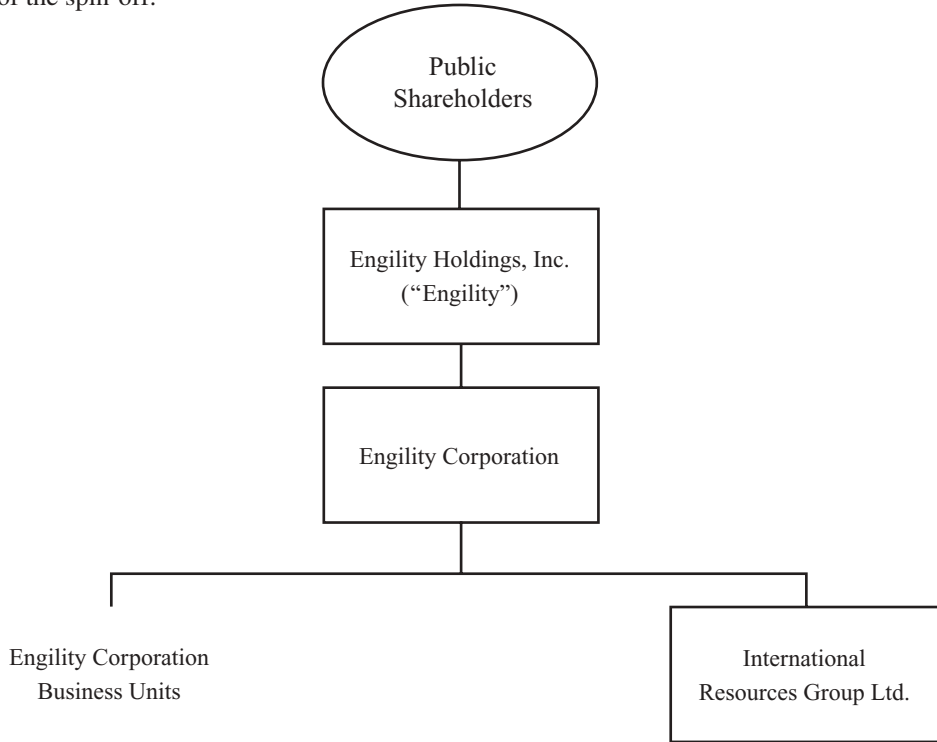 of the spin-off.
Public
Shareholders
Engility Holdings, Inc.
(“Engility”)
Engility Corporation
Engility Corporation
Business Units
International
Resources Group Ltd.